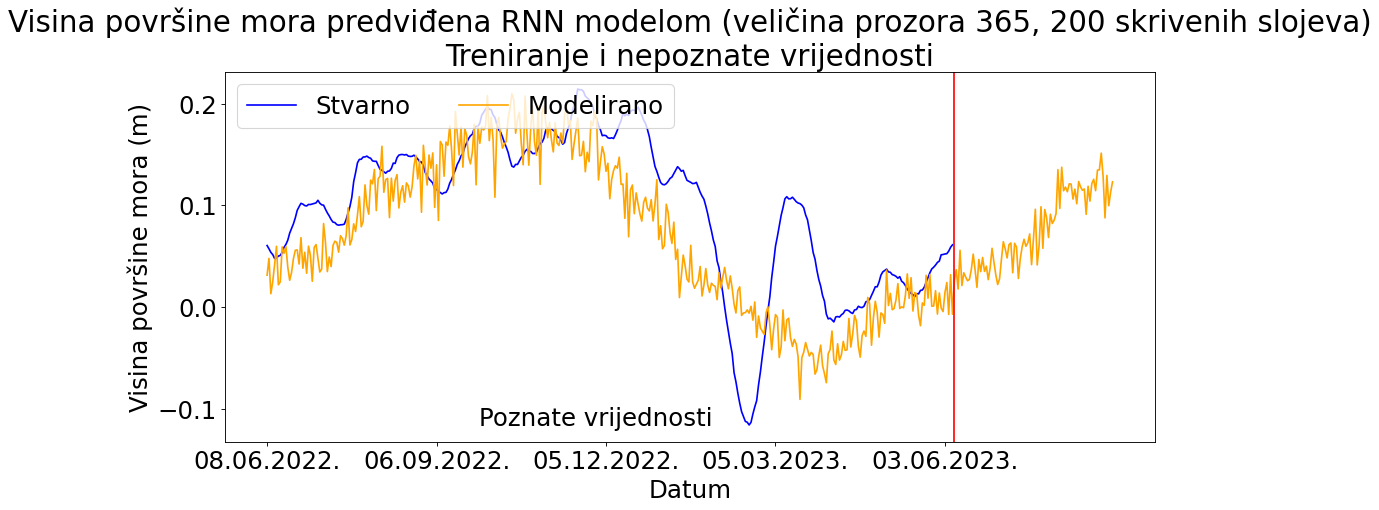 Visina površine mora predviđena RNN modelom (veličina prozora 365, 200 skrivenih slojeva)
Treniranje i nepoznate vrijednosti
Stvarno Modelirano
Visina površine mora (m)
0.2
0.1
0.0
−0.1
Poznate vrijednosti
08.06.2022. 06.09.2022. 05.12.2022. 05.03.2023. 03.06.2023.
Datum